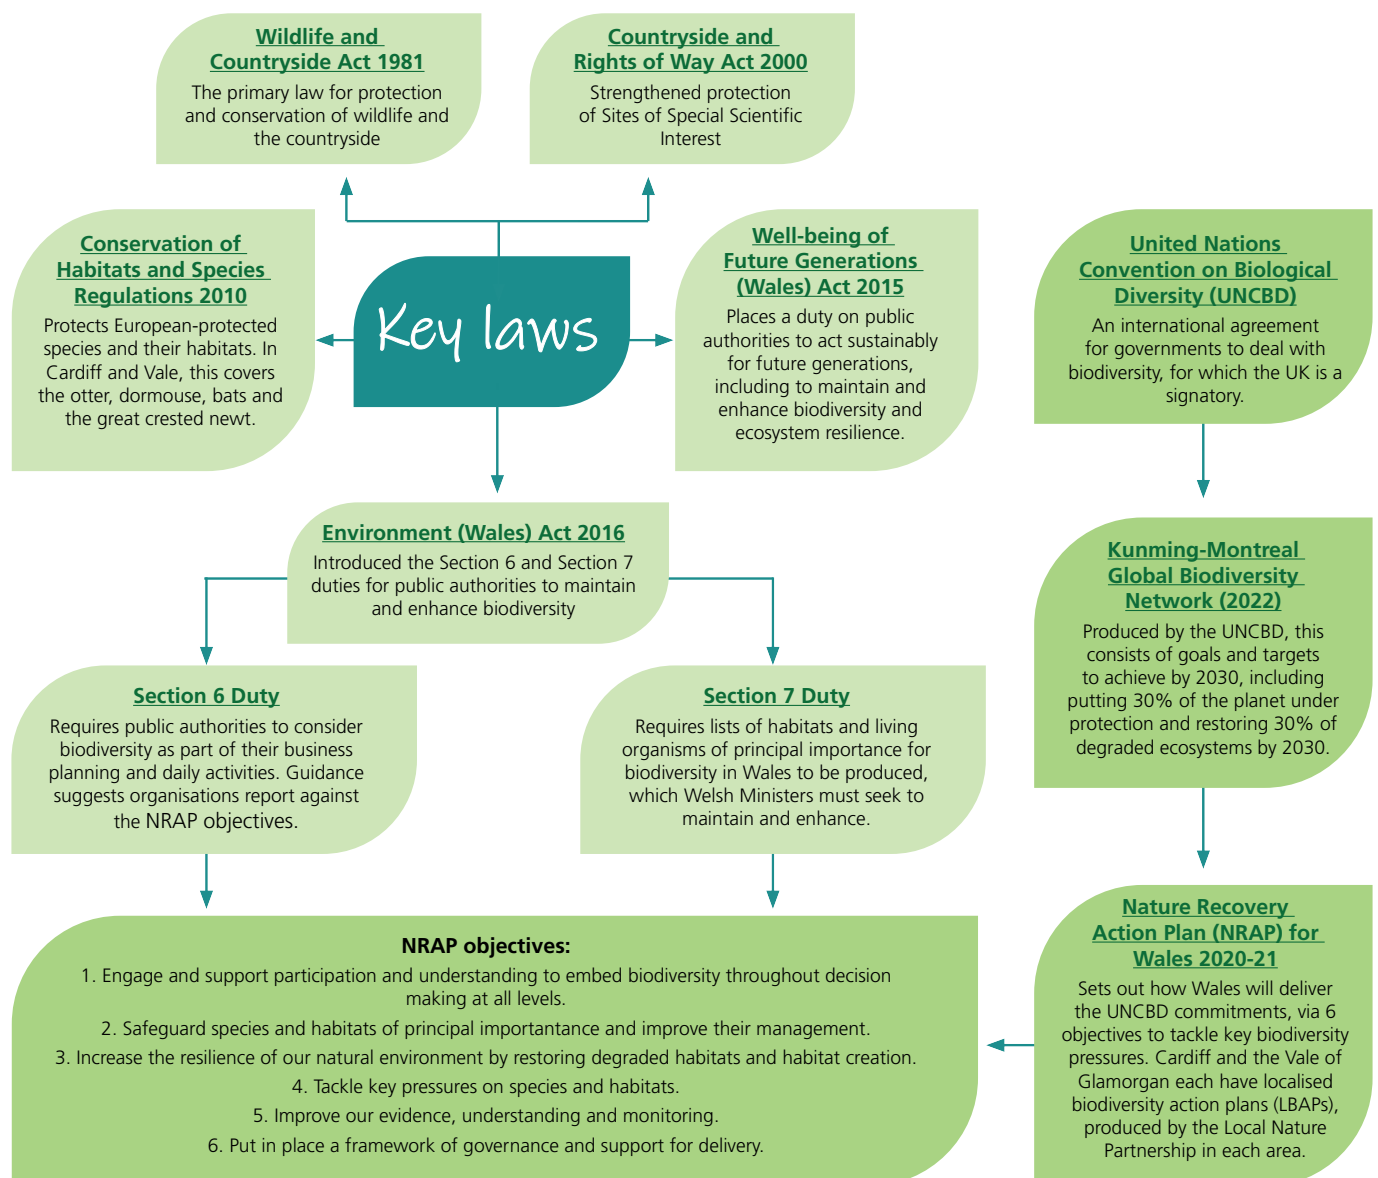 Wildlife and
Countryside Act 1981
The primary law for protection
and conservation of wildlife and
the countryside
Countryside and
Rights of Way Act 2000
Strengthened protection
of Sites of Special Scientific
Interest
Conservation of
Habitats and Species
Regulations 2010
Protects European-protected
species and their habitats. In
Cardiff and Vale, this covers
the otter, dormouse, bats and
the great crested newt.
Key laws
Well-being of
Future Generations
(Wales) Act 2015
Places a duty on public
authorities to act sustainably
for future generations,
including to maintain and
enhance biodiversity and
ecosystem resilience.
United Nations
Convention on Biological
Diversity (UNCBD)
An international agreement
for governments to deal with
biodiversity, for which the UK is a
signatory.
Environment (Wales) Act 2016
Introduced the Section 6 and Section 7
duties for public authorities to maintain
and enhance biodiversity
Kunming-Montreal
Global Biodiversity
Network (2022)
Produced by the UNCBD, this
consists of goals and targets
to achieve by 2030, including
putting 30% of the planet under
protection and restoring 30% of
degraded ecosystems by 2030.
Section 6 Duty
Requires public authorities to consider
biodiversity as part of their business
planning and daily activities. Guidance
suggests organisations report against
the NRAP objectives.
Section 7 Duty
Requires lists of habitats and living
organisms of principal importance for
biodiversity in Wales to be produced,
which Welsh Ministers must seek to
maintain and enhance.
NRAP objectives:
1. Engage and support participation and understanding to embed biodiversity throughout decision
making at all levels.
2. Safeguard species and habitats of principal importantance and improve their management.
3. Increase the resilience of our natural environment by restoring degraded habitats and habitat creation.
4. Tackle key pressures on species and habitats.
5. Improve our evidence, understanding and monitoring.
6. Put in place a framework of governance and support for delivery.
Nature Recovery
Action Plan (NRAP) for
Wales 2020-21
Sets out how Wales will deliver
the UNCBD commitments, via 6
objectives to tackle key biodiversity
pressures. Cardiff and the Vale of
Glamorgan each have localised
biodiversity action plans (LBAPs),
produced by the Local Nature
Partnership in each area.